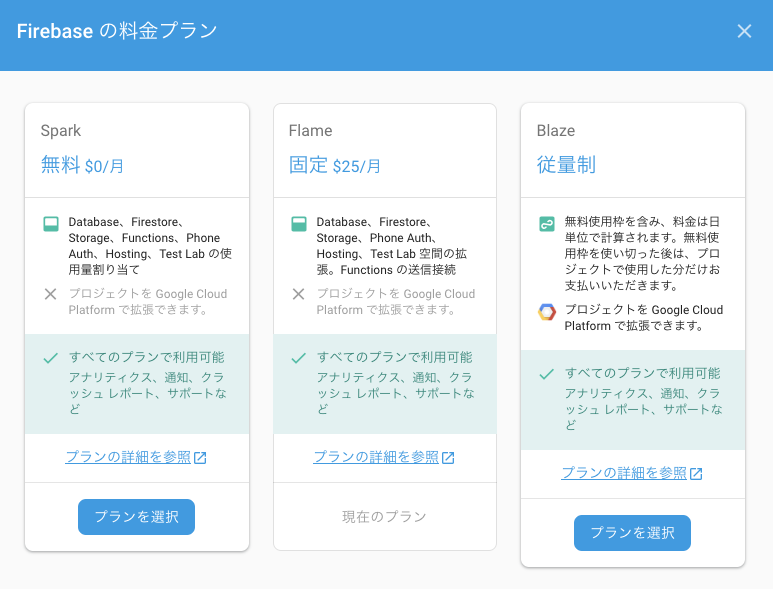 Firebase の料金プラン
Spark
無料 $0/月
Database、Firestore、
Storage、Functions、Phone
Auth、Hosting、Test Lab の使
用量割り当て
プロジェクトを Google Cloud
Platform で拡張できます。
すべてのプランで利用可能
アナリティクス、通知、クラ
ッシュ レポート、サポートな
ど
プランの詳細を参照
プランを選択
Flame
固定 $25/月
Database、Firestore、
Storage、Phone Auth、
Hosting、Test Lab 空間の拡
張。Functions の送信接続
プロジェクトを Google Cloud
Platform で拡張できます。
すべてのプランで利用可能
アナリティクス、通知、クラ
ッシュ レポート、サポートな
ど
プランの詳細を参照
現在のプラン
Blaze
従量制
無料使用枠を含み、料金は日
単位で計算されます。無料使
用枠を使い切った後は、プロ
ジェクトで使用した分だけお
支払いいただきます。
プロジェクトを Google Cloud
Platform で拡張できます。
すべてのプランで利用可能
アナリティクス、通知、クラ
ッシュ レポート、サポートな
ど
プランの詳細を参照
プランを選択